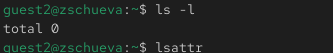 guest2@zschueva:~$ ls -l
total 0
guest2@zschueva:~$ lsattr